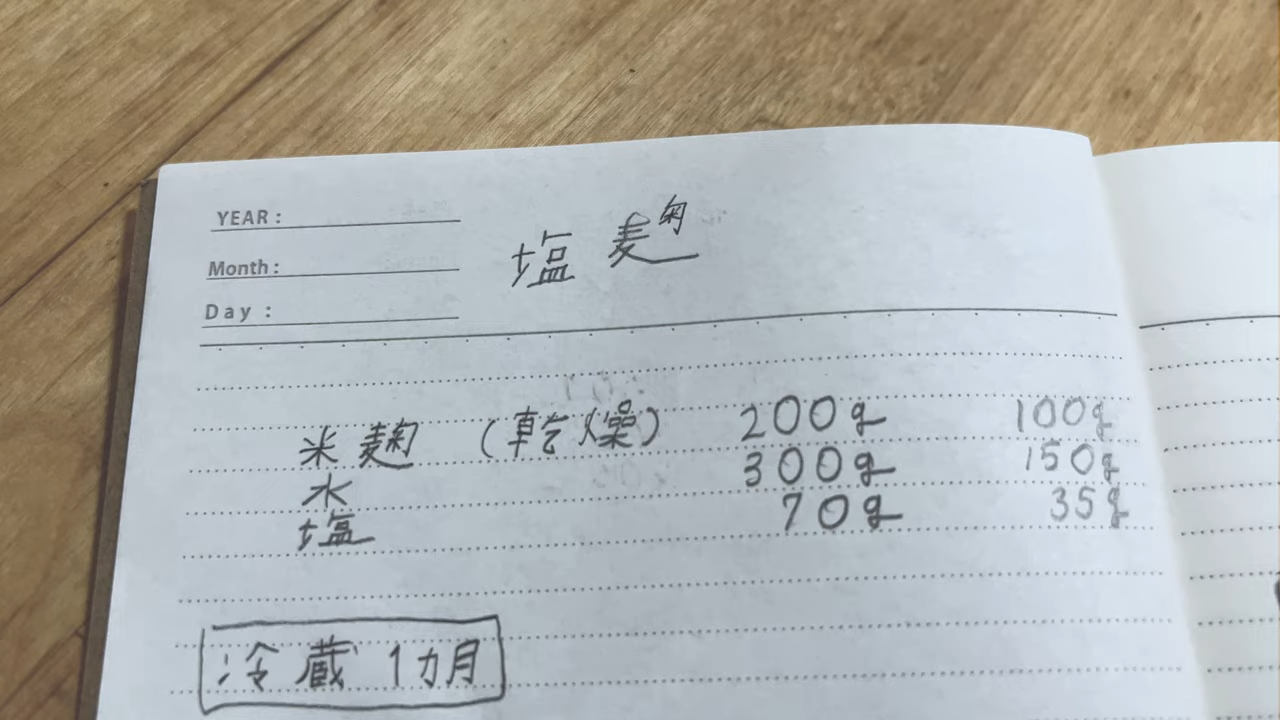 YEAR :
Month :
Day :
塩麹
米麹 (乾燥) 200g 100g
水 300g 150g
塩 70g 35g
冷蔵 1カ月